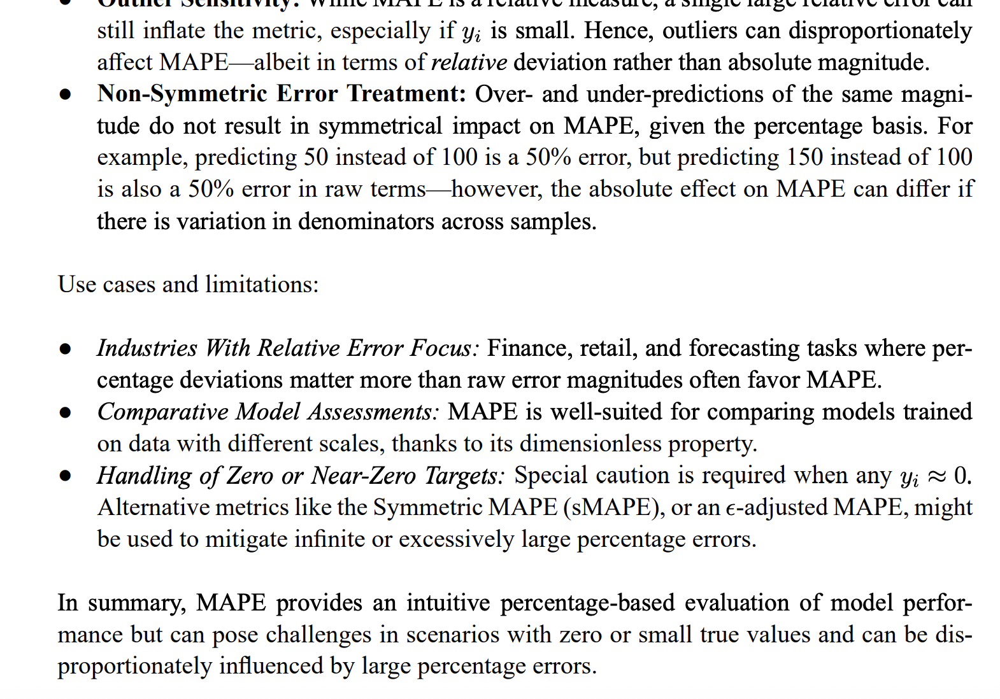 ● Outlier Sensitivity: While MAPE is a relative measure, a single large relative error can
still inflate the metric, especially if yᵢ is small. Hence, outliers can disproportionately
affect MAPE—albeit in terms of relative deviation rather than absolute magnitude.
● Non-Symmetric Error Treatment: Over- and under-predictions of the same magni-
tude do not result in symmetrical impact on MAPE, given the percentage basis. For
example, predicting 50 instead of 100 is a 50% error, but predicting 150 instead of 100
is also a 50% error in raw terms—however, the absolute effect on MAPE can differ if
there is variation in denominators across samples.
Use cases and limitations:
● Industries With Relative Error Focus: Finance, retail, and forecasting tasks where per-
centage deviations matter more than raw error magnitudes often favor MAPE.
● Comparative Model Assessments: MAPE is well-suited for comparing models trained
on data with different scales, thanks to its dimensionless property.
● Handling of Zero or Near-Zero Targets: Special caution is required when any yᵢ ≈ 0.
Alternative metrics like the Symmetric MAPE (sMAPE), or an ϵ-adjusted MAPE, might
be used to mitigate infinite or excessively large percentage errors.
In summary, MAPE provides an intuitive percentage-based evaluation of model perfor-
mance but can pose challenges in scenarios with zero or small true values and can be dis-
proportionately influenced by large percentage errors.